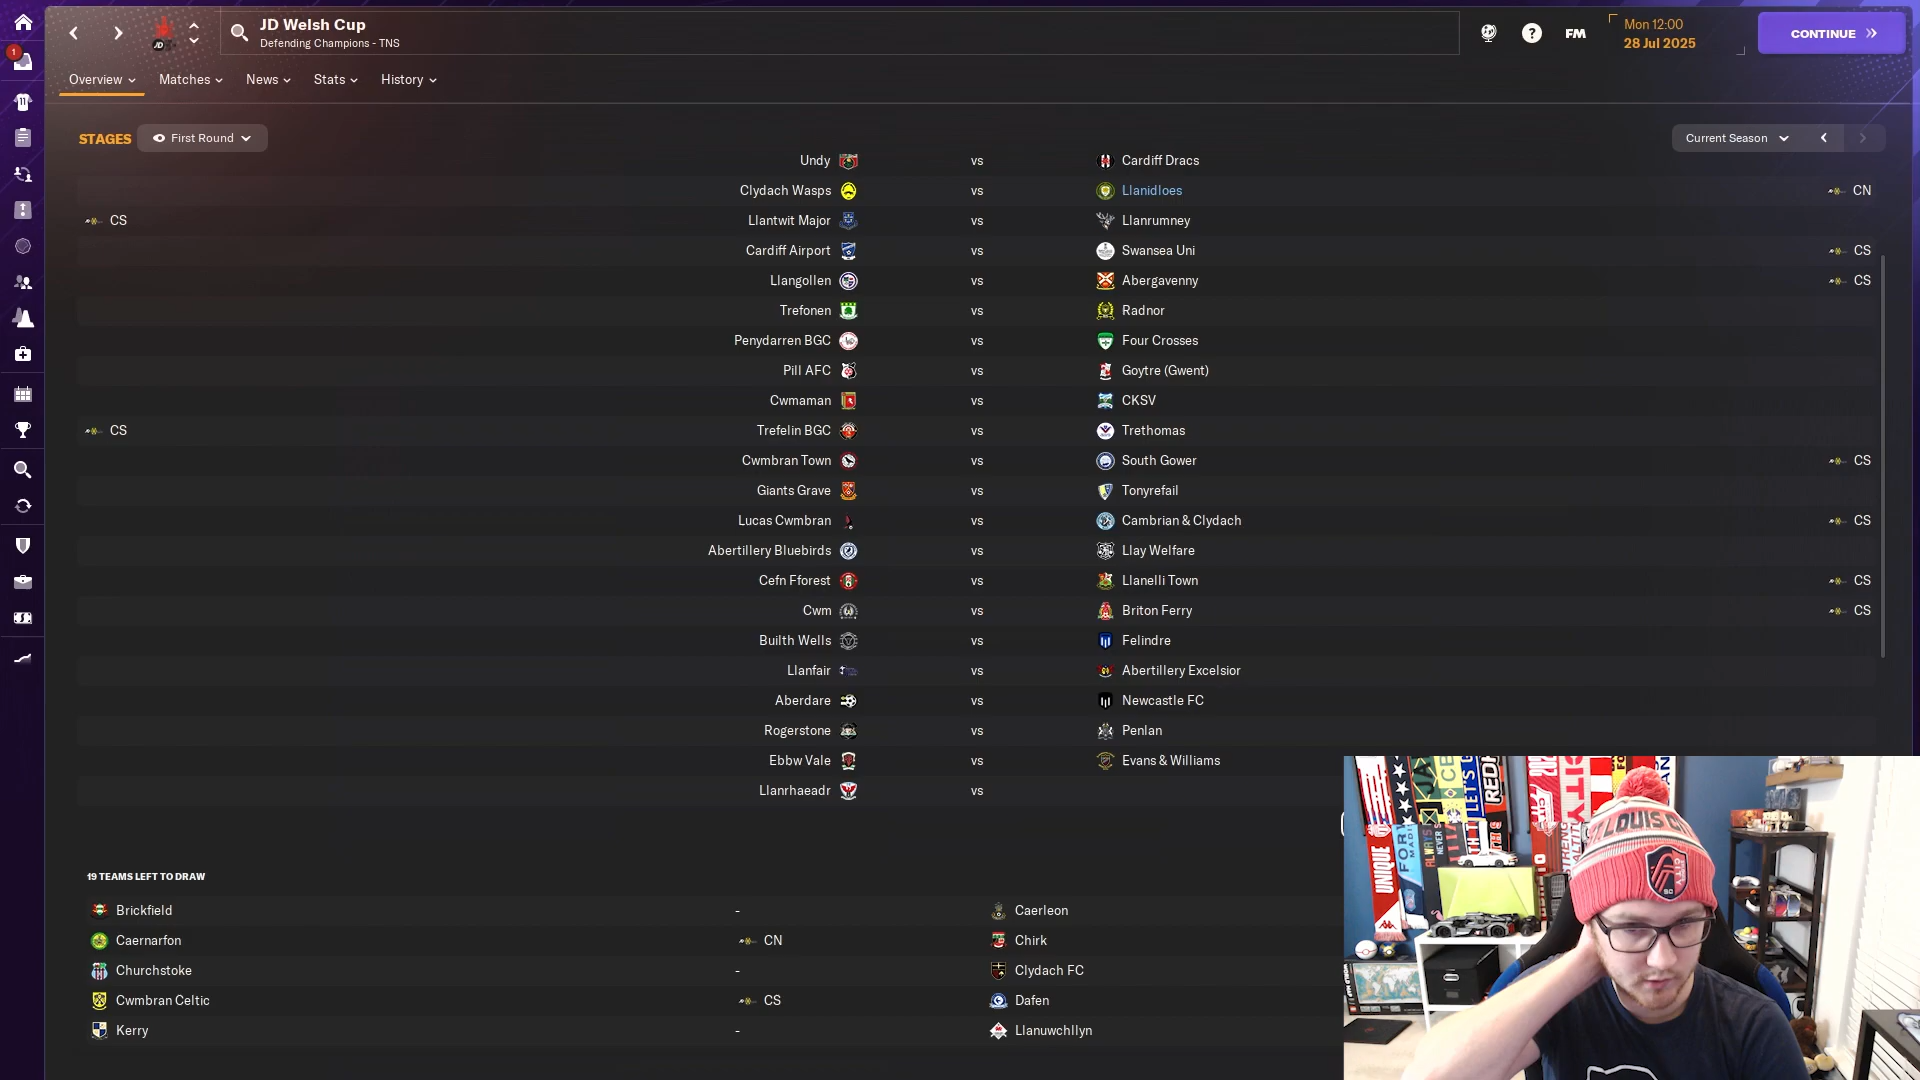 JD Welsh Cup
Defending Champions - TNS
FM
Mon 12:00
28 Jul 2025
CONTINUE
1
Overview
Matches
News
Stats
History
STAGES
First Round
Current Season
Undy vs Cardiff Dracs
Clydach Wasps vs Llanidloes CN
CS Llantwit Major vs Llanrumney
Cardiff Airport vs Swansea Uni CS
Llangollen vs Abergavenny CS
Trefonen vs Radnor
Penydarren BGC vs Four Crosses
Pill AFC vs Goytre (Gwent)
Cwmaman vs CKSV
CS Trefelin BGC vs Trethomas
Cwmbran Town vs South Gower CS
Giants Grave vs Tonyrefail
Lucas Cwmbran vs Cambrian & Clydach CS
Abertillery Bluebirds vs Llay Welfare
Cefn Fforest vs Llanelli Town CS
Cwm vs Briton Ferry CS
Builth Wells vs Felindre
Llanfair vs Abertillery Excelsior
Aberdare vs Newcastle FC
Rogerstone vs Penlan
Ebbw Vale vs Evans & Williams
Llanrhaeadr vs
19 TEAMS LEFT TO DRAW
Brickfield - Caerleon
Caernarfon CN Chirk
Churchstoke - Clydach FC
Cwmbran Celtic CS Dafen
Kerry - Llanuwchllyn
LET'S
RED
CITY
UNIQUE
LOUIS